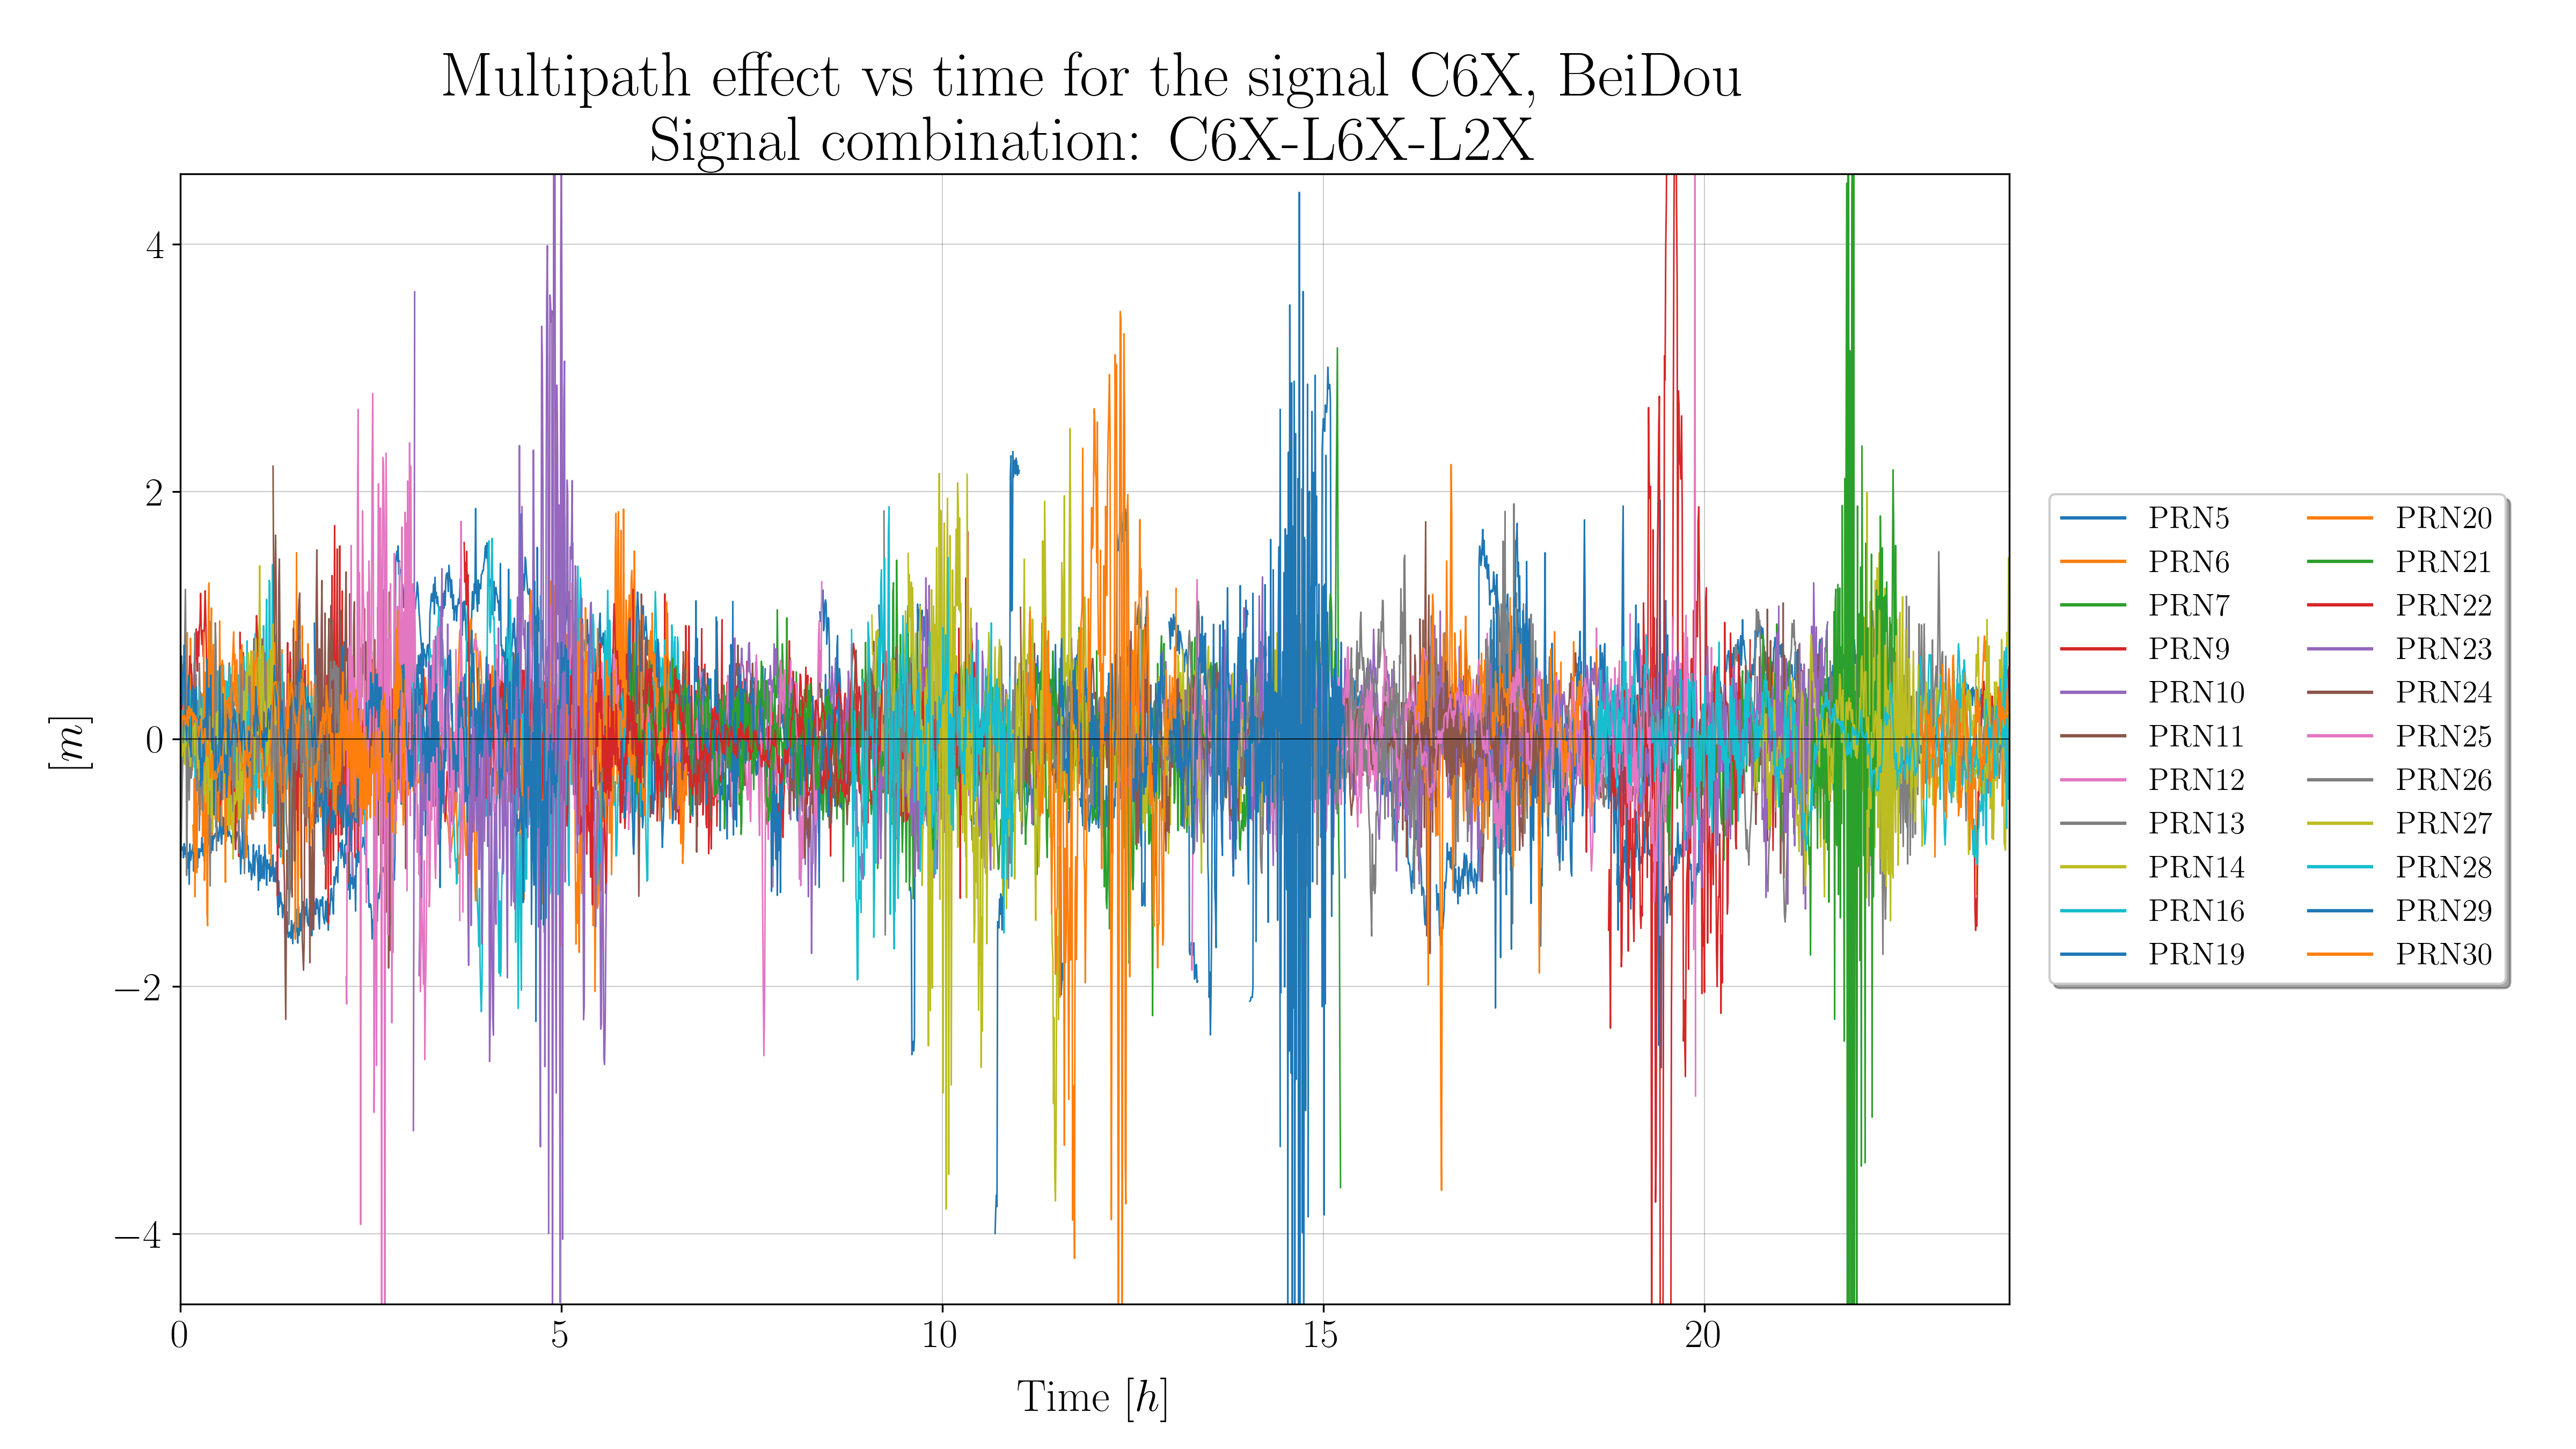 Multipath effect vs time for the signal C6X, BeiDou
Signal combination: C6X-L6X-L2X
[m]
4
2
0
−2
−4
0
5
10
15
20
Time [h]
PRN5
PRN6
PRN7
PRN9
PRN10
PRN11
PRN12
PRN13
PRN14
PRN16
PRN19
PRN20
PRN21
PRN22
PRN23
PRN24
PRN25
PRN26
PRN27
PRN28
PRN29
PRN30